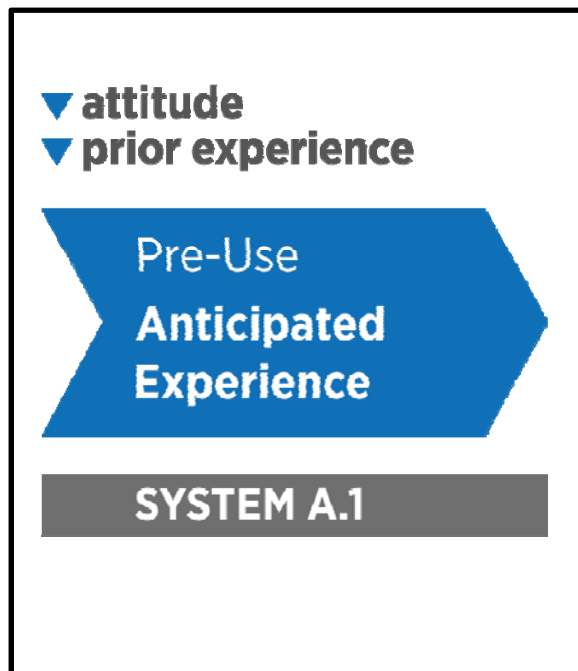 attitude
prior experience
Pre-Use
Anticipated
Experience
SYSTEM A.1